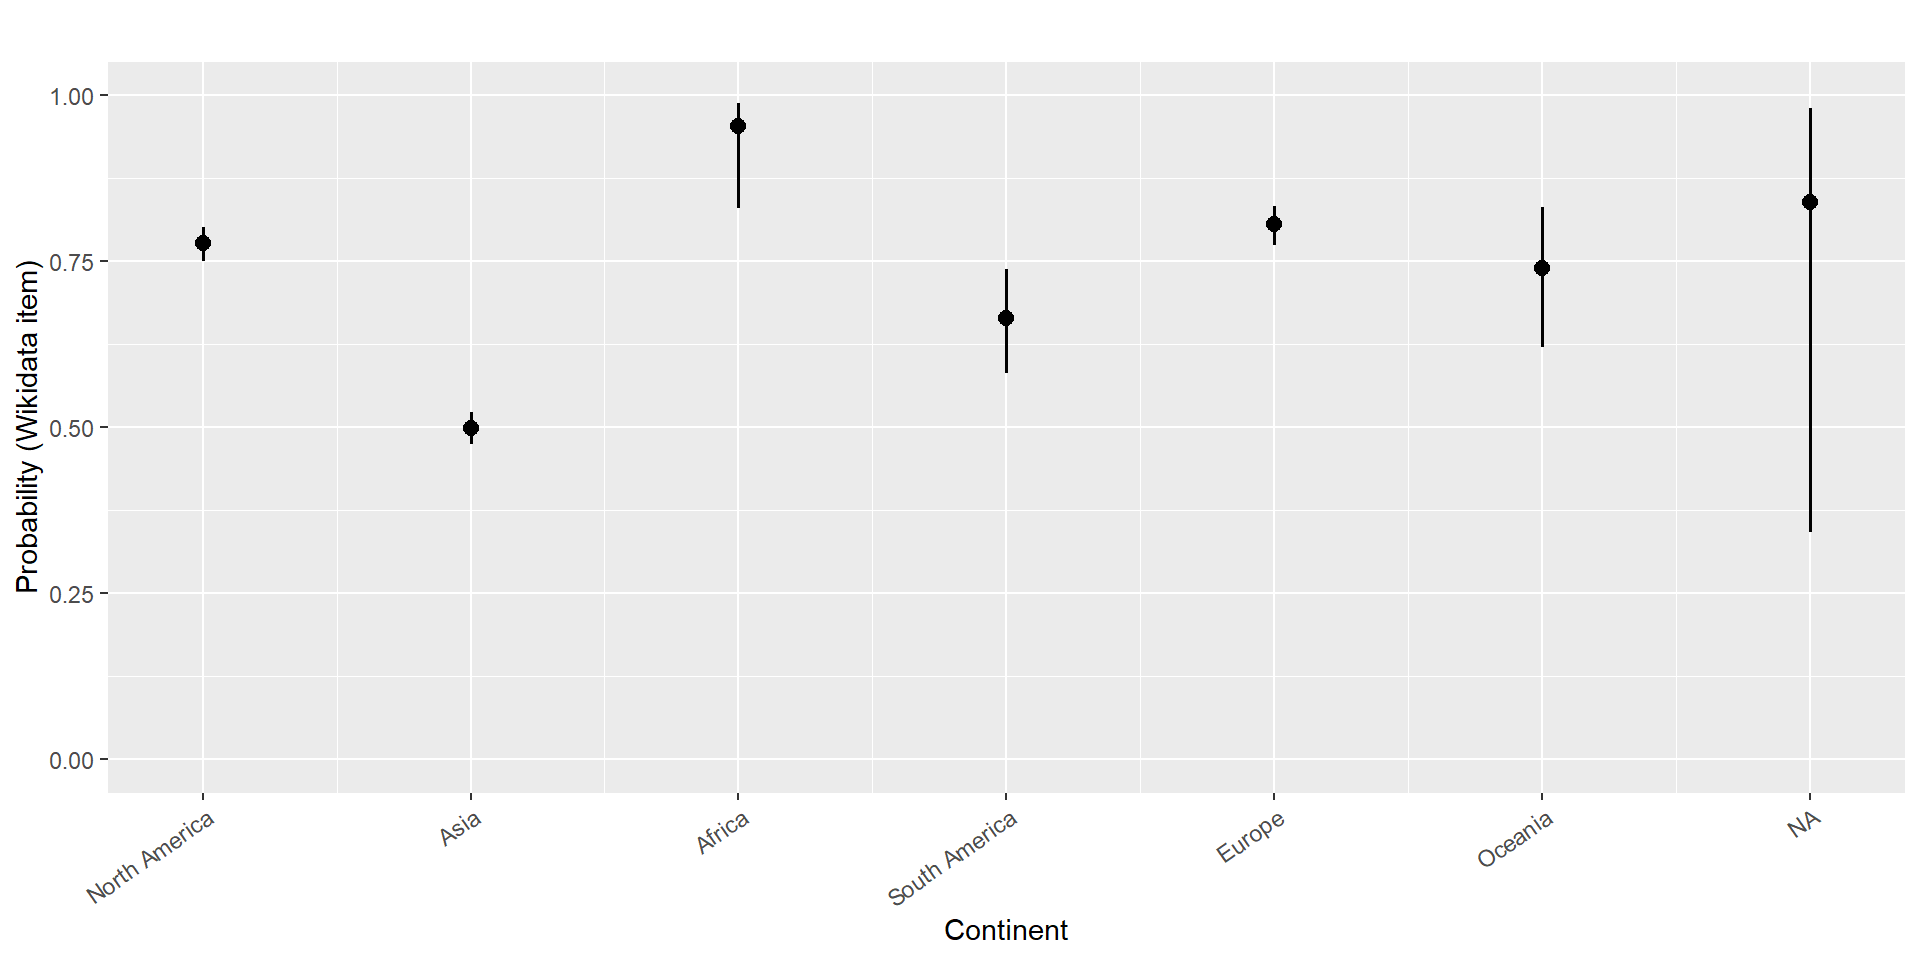 Probability (Wikidata item)
1.00
0.75
0.50
0.25
0.00
North America
Asia
Africa
South America
Europe
Oceania
NA
Continent